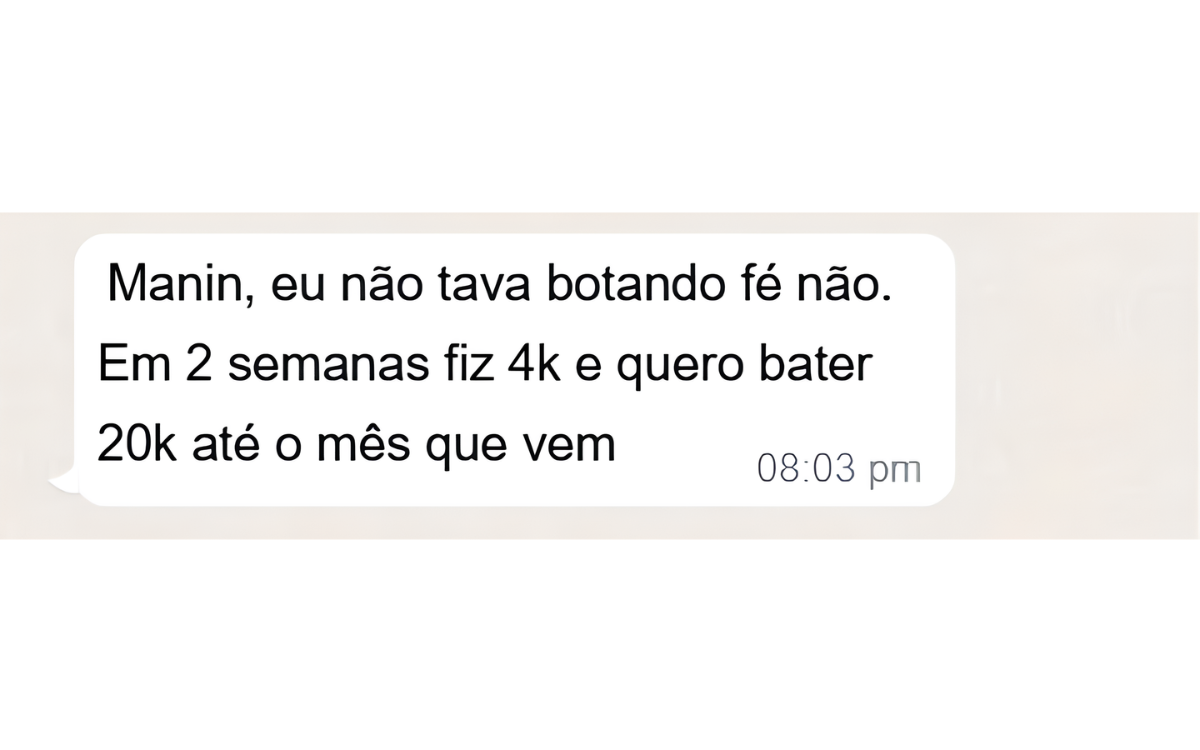 Manin, eu não tava botando fé não.
Em 2 semanas fiz 4k e quero bater
20k até o mês que vem
08:03 pm